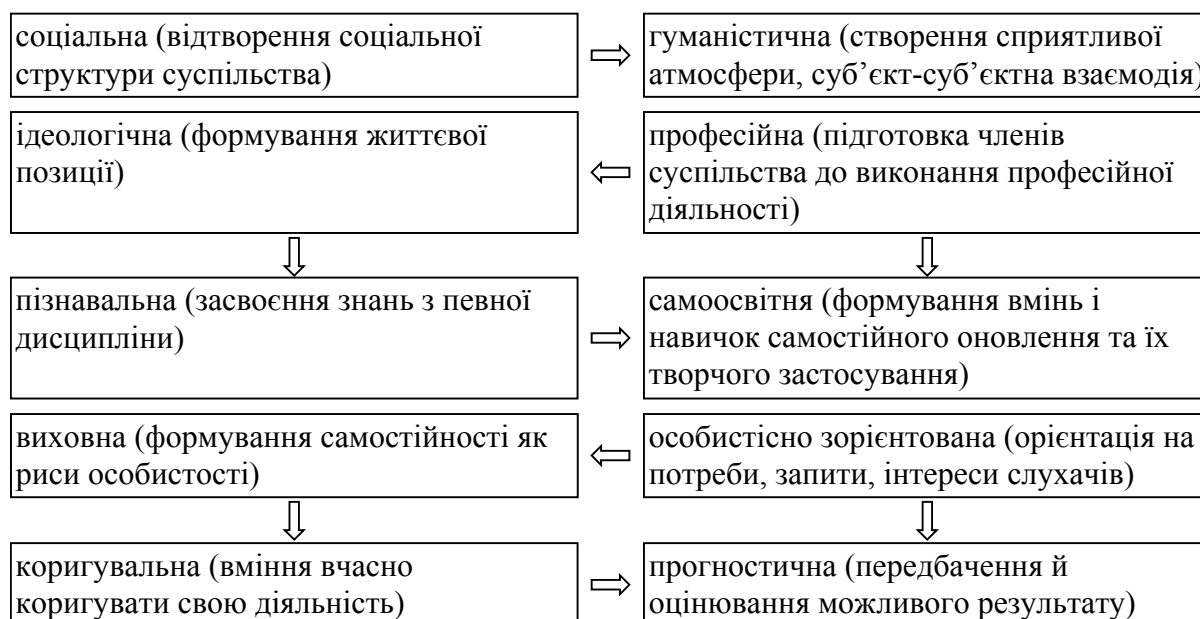 соціальна (відтворення соціальної
структури суспільства)
гуманістична (створення сприятливої
атмосфери, суб’єкт-суб’єктна взаємодія)
ідеологічна (формування життєвої
позиції)
професійна (підготовка членів
суспільства до виконання професійної
діяльності)
пізнавальна (засвоєння знань з певної
дисципліни)
самоосвітня (формування вмінь і
навичок самостійного оновлення та їх
творчого застосування)
виховна (формування самостійності як
риси особистості)
особистісно зорієнтована (орієнтація на
потреби, запити, інтереси слухачів)
коригувальна (вміння вчасно
коригувати свою діяльність)
прогностична (передбачення й
оцінювання можливого результату)